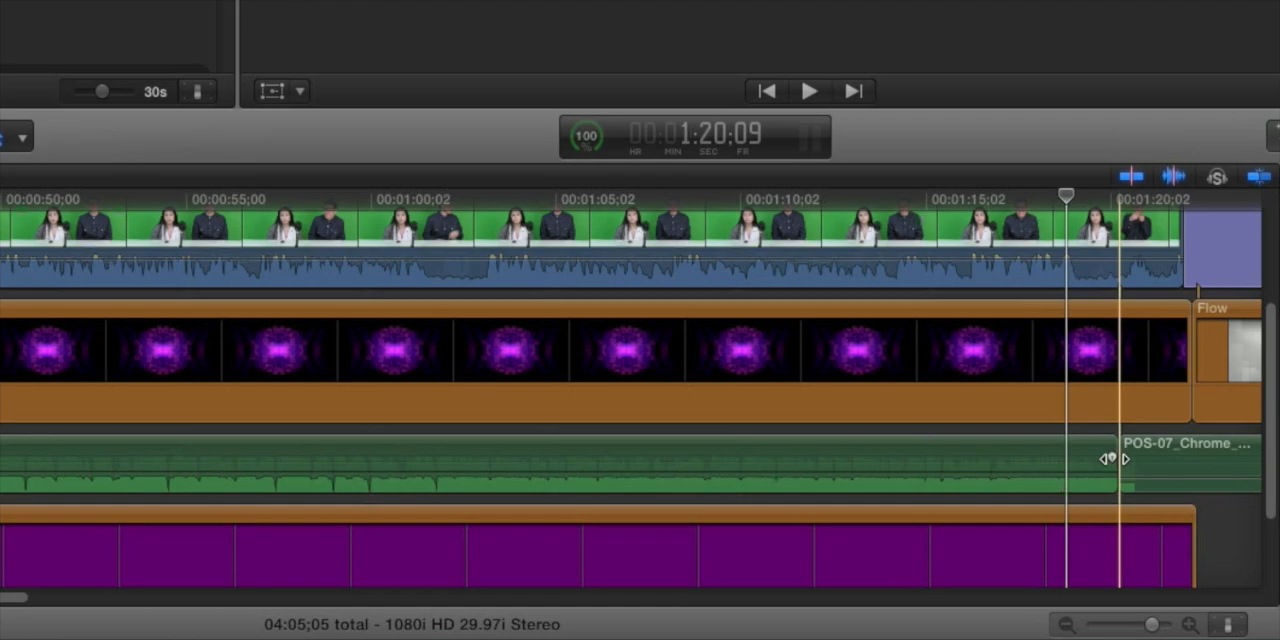 30s
100
%
00:00:1:20;09
HR MIN SEC FR
00:00:50;00 00:00:55;00 00:01:00;02 00:01:05;02 00:01:10;02 00:01:15;02 00:01:20;02
Flow
POS-07_Chrome_...
04:05;05 total - 1080i HD 29.97i Stereo